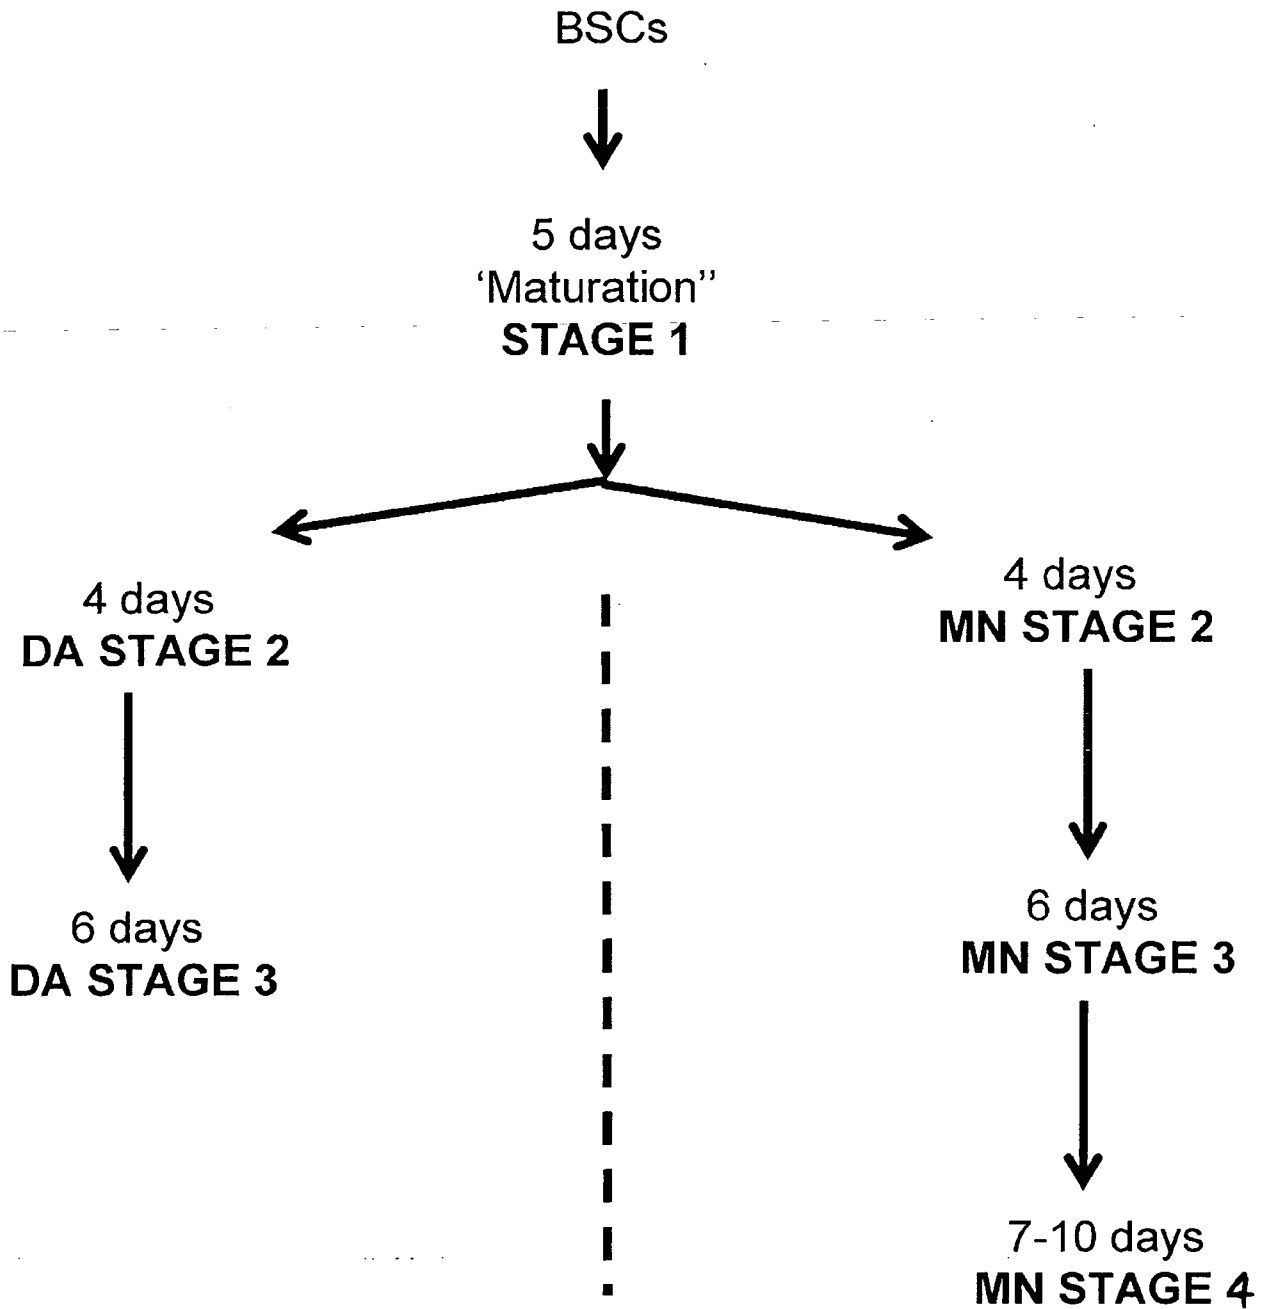 BSCs
5 days
‘Maturation’’
STAGE 1
4 days
DA STAGE 2
4 days
MN STAGE 2
6 days
DA STAGE 3
6 days
MN STAGE 3
7-10 days
MN STAGE 4